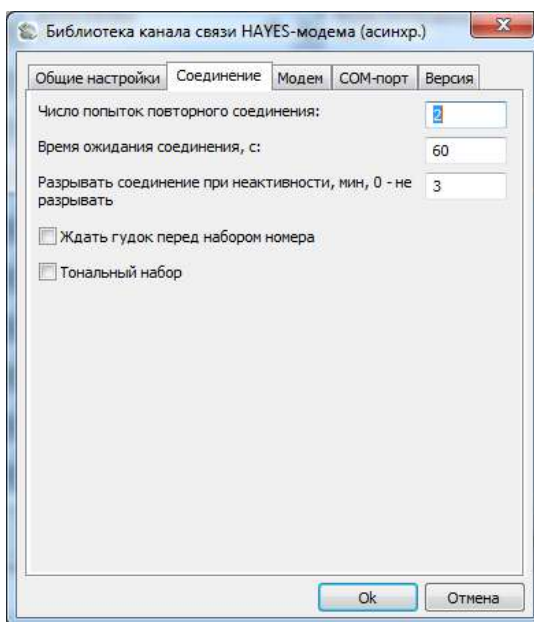 Библиотека канала связи HAYES-модема (асинхр.)
Общие настройки Соединение Модем COM-порт Версия
Число попыток повторного соединения: 2
Время ожидания соединения, с: 60
Разрывать соединение при неактивности, мин, 0 - не 3
разрывать
Ждать гудок перед набором номера
Тональный набор
Ok Отмена